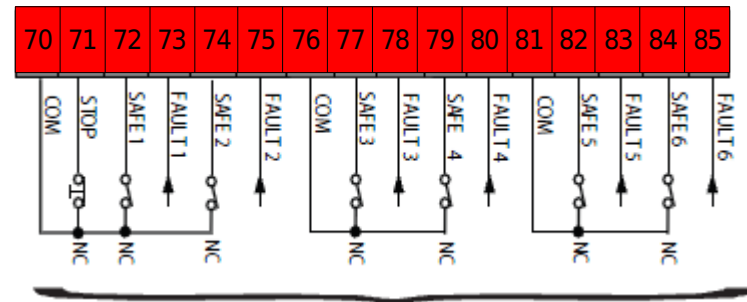 70 71 72 73 74 75 76 77 78 79 80 81 82 83 84 85
COM
STOP
SAFE 1
FAULT 1
SAFE 2
FAULT 2
COM
SAFE 3
FAULT 3
SAFE 4
FAULT 4
COM
SAFE 5
FAULT 5
SAFE 6
FAULT 6
NC
NC
NC
NC
NC
NC
NC